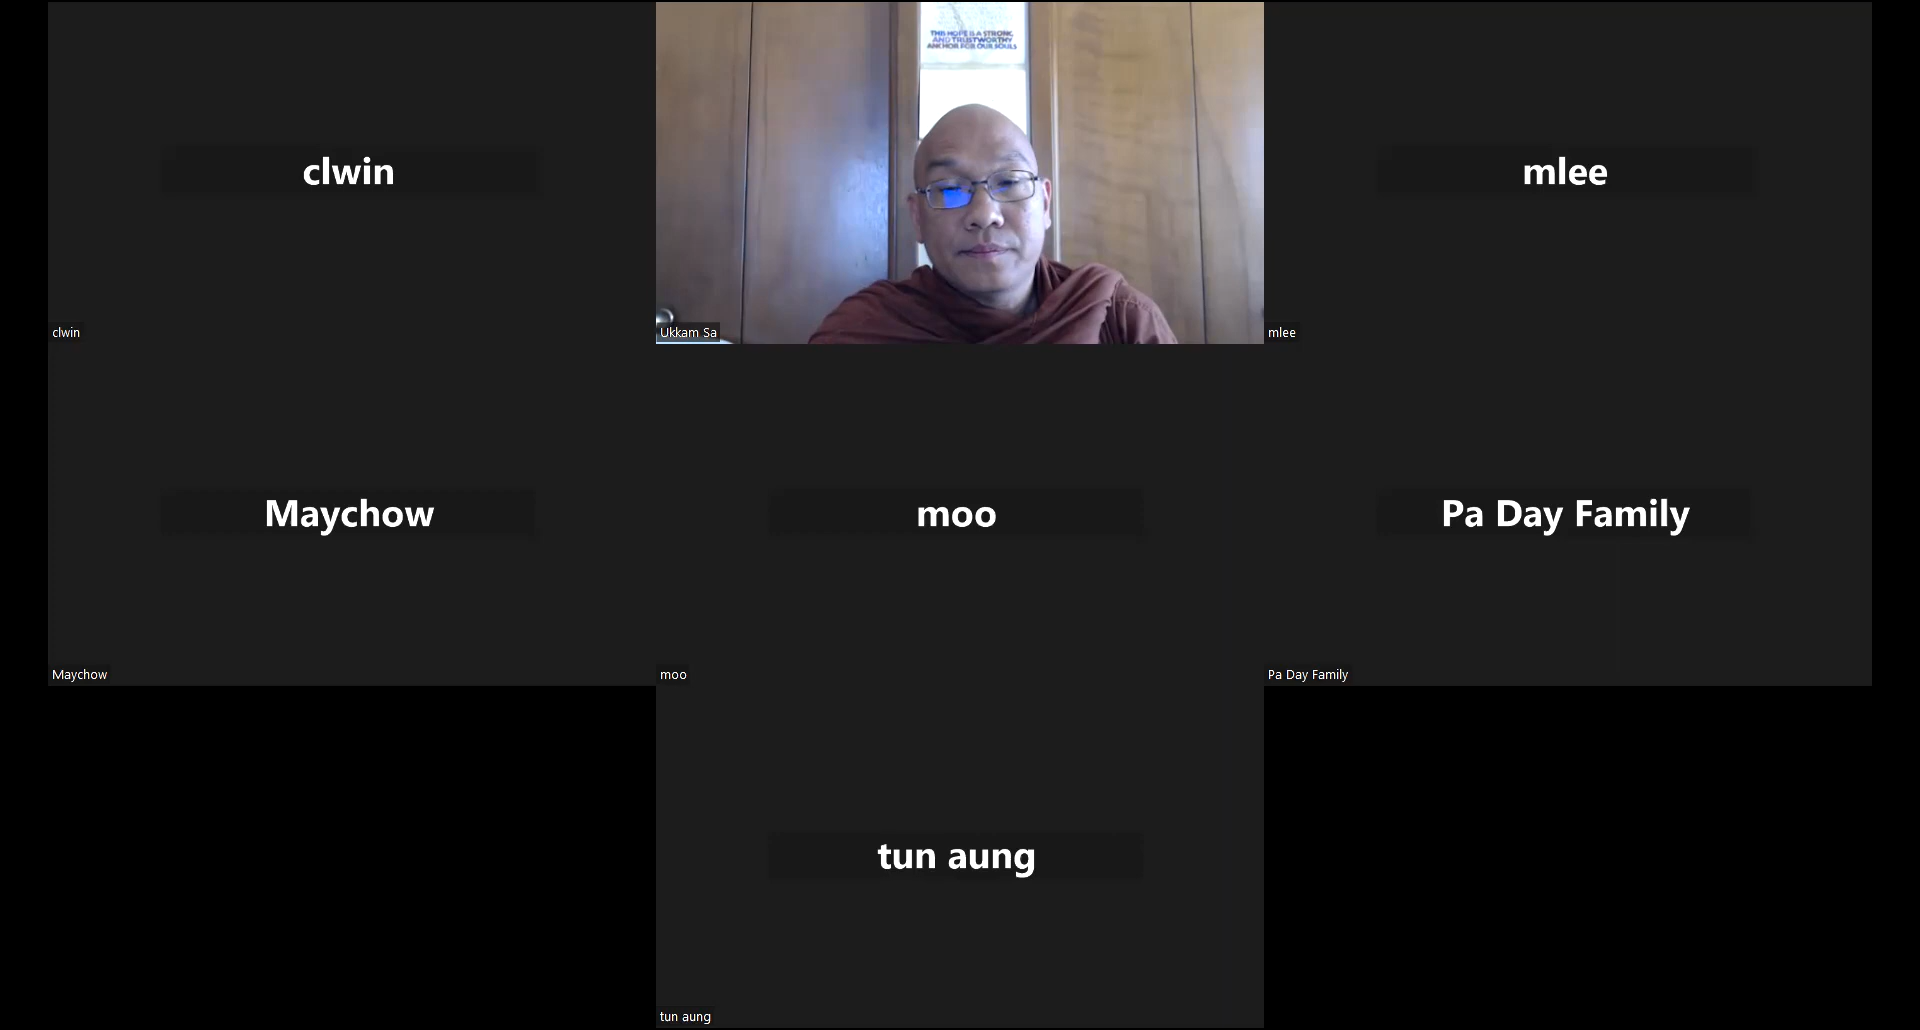 THIS HOPE IS A STRONG
AND TRUSTWORTHY
ANCHOR FOR OUR SOULS
clwin
mlee
clwin
Ukkam Sa
mlee
Maychow
moo
Pa Day Family
Maychow
moo
Pa Day Family
tun aung
tun aung